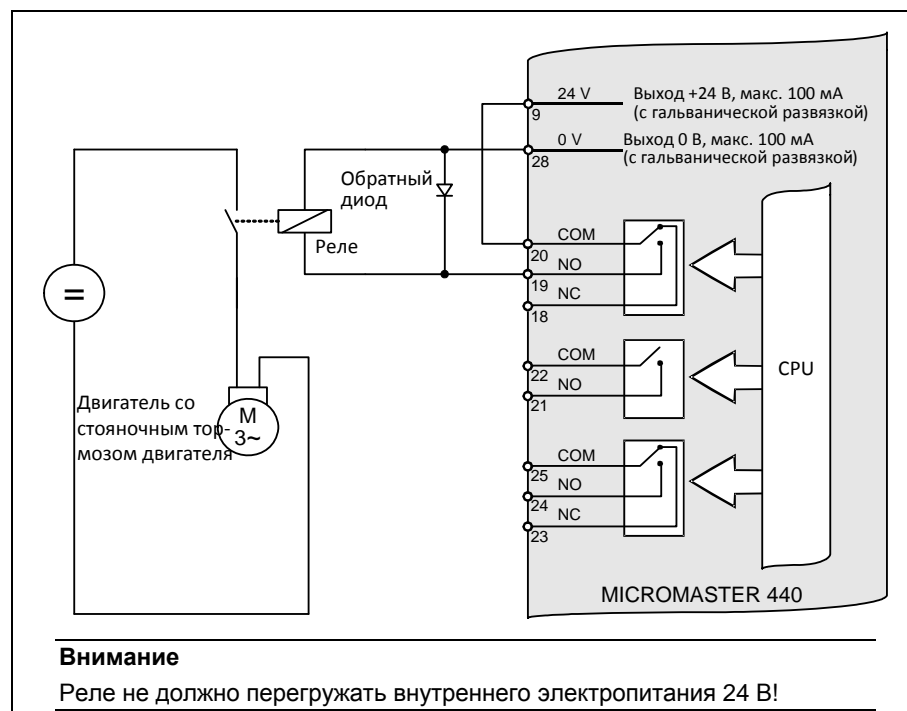 24 V
Выход +24 В, макс. 100 мА
(с гальванической развязкой)
9
0 V
Выход 0 В, макс. 100 мА
(с гальванической развязкой)
28
Обратный
диод
Реле
COM
20
NO
19
NC
18
=
COM
22
NO
21
CPU
Двигатель со
стояночным тор-
мозом двигателя
M
3~
COM
25
NO
24
NC
23
MICROMASTER 440
Внимание
Реле не должно перегружать внутреннего электропитания 24 В!